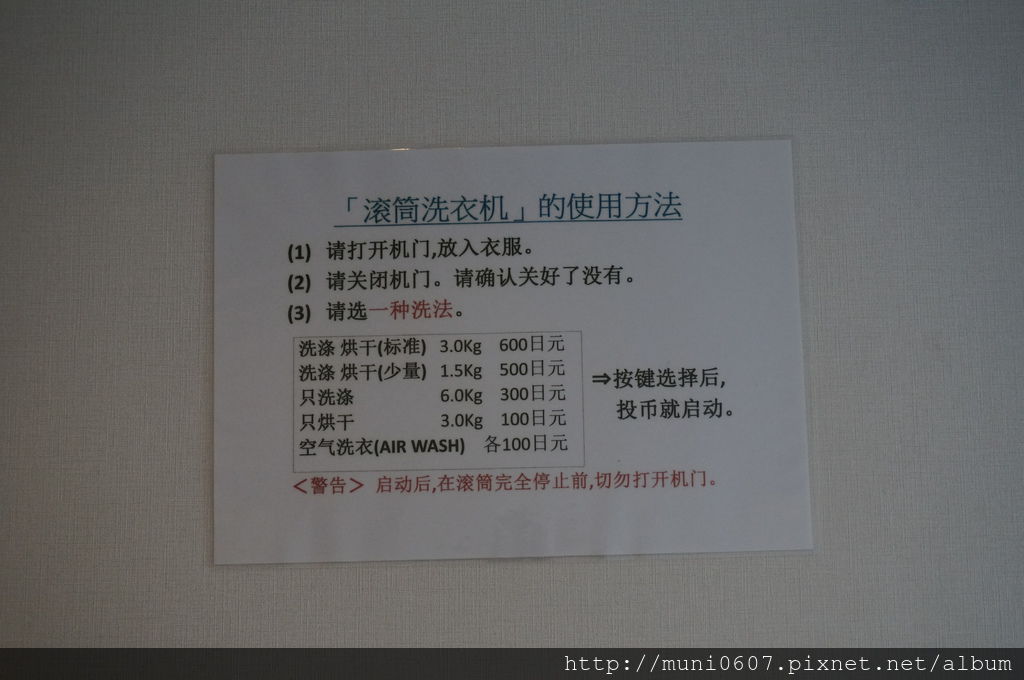 「滚筒洗衣机」的使用方法
(1) 请打开机门,放入衣服。
(2) 请关闭机门。请确认关好了没有。
(3) 请选一种洗法。
洗涤 烘干(标准) 3.0Kg 600日元
洗涤 烘干(少量) 1.5Kg 500日元
只洗涤 6.0Kg 300日元
只烘干 3.0Kg 100日元
空气洗衣(AIR WASH) 各100日元
⇒按键选择后,
投币就启动。
＜警告＞ 启动后,在滚筒完全停止前,切勿打开机门。
http://muni0607.pixnet.net/album